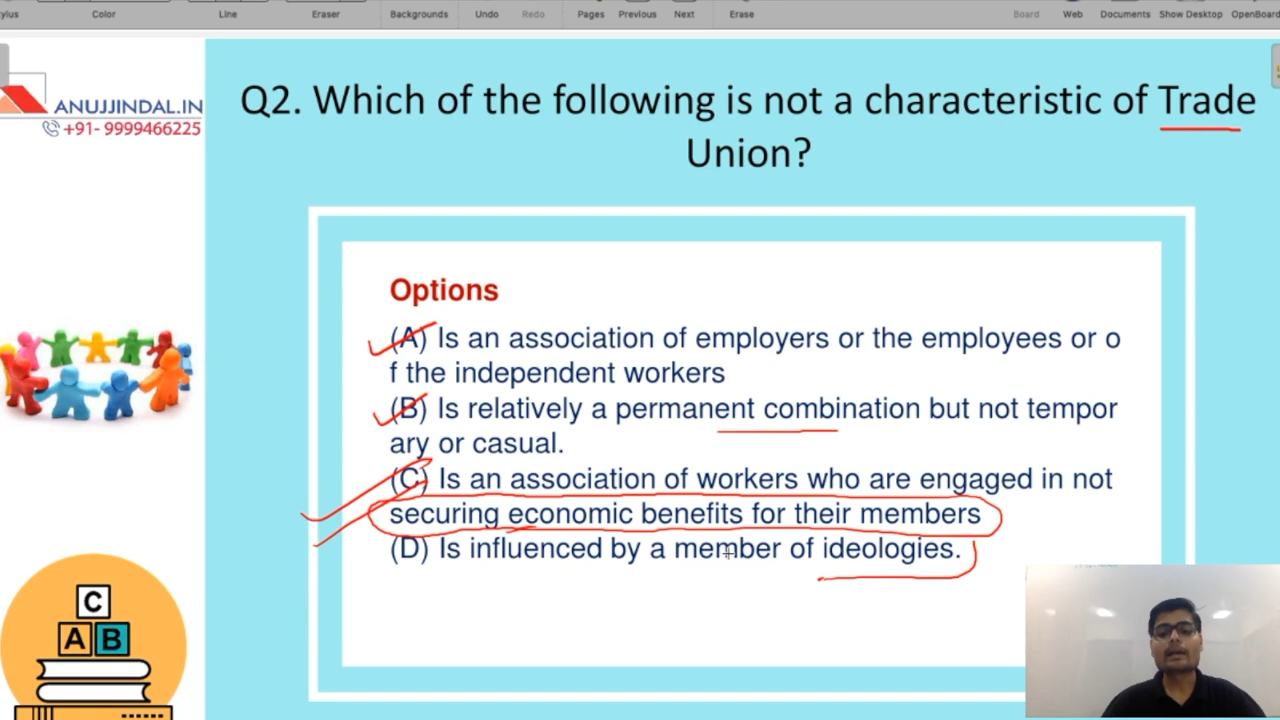 tylus Color Line Eraser Backgrounds Undo Redo Pages Previous Next Erase Board Web Documents Show Desktop OpenBoard
ANUJJINDAL.IN
+91- 9999466225
Q2. Which of the following is not a characteristic of Trade
Union?
Options
(A) Is an association of employers or the employees or o
f the independent workers
(B) Is relatively a permanent combination but not tempor
ary or casual.
(C) Is an association of workers who are engaged in not
securing economic benefits for their members
(D) Is influenced by a member of ideologies.
C
A B